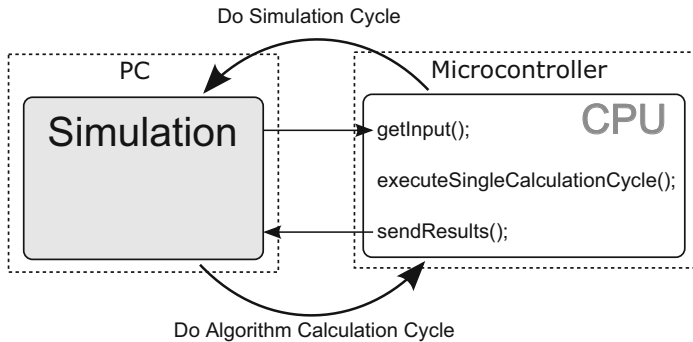 Do Simulation Cycle
PC
Microcontroller
Simulation
CPU
getInput();
executeSingleCalculationCycle();
sendResults();
Do Algorithm Calculation Cycle